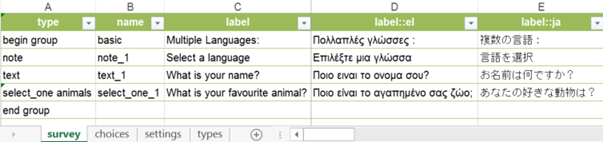 A B C D E
type name label label::el label::ja
begin group basic Multiple Languages: Πολλαπλές γλώσσες : 複数の言語：
note note_1 Select a language Επιλέξτε μια γλώσσα 言語を選択
text text_1 What is your name? Ποιο ειναι το ονομα σου? お名前は何ですか？
select_one animals select_one_1 What is your favourite animal? Ποιο είναι το αγαπημένο σας ζώο; あなたの好きな動物は？
end group
survey choices settings types